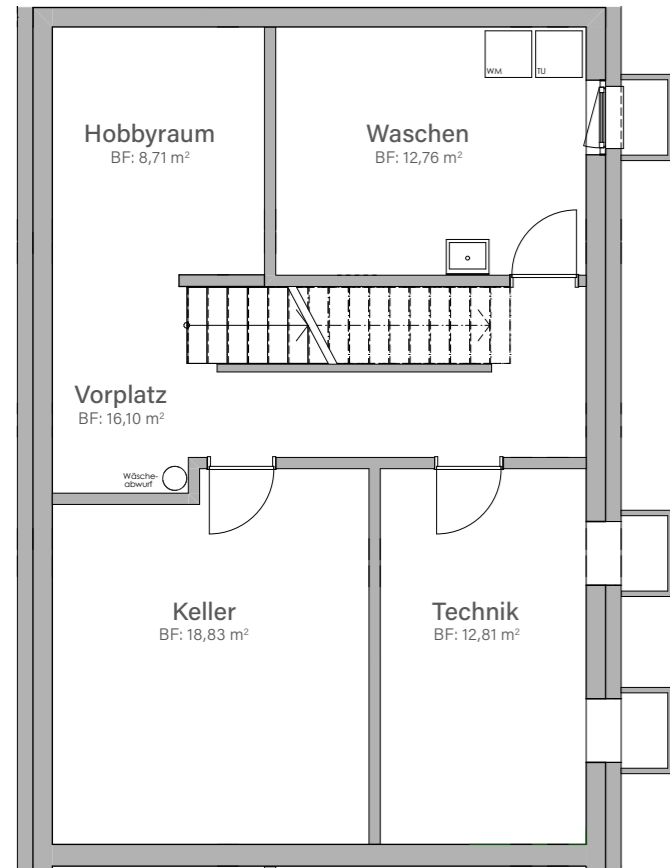 Hobbyraum
BF: 8,71 m²
Waschen
BF: 12,76 m²
WM
TU
Vorplatz
BF: 16,10 m²
Wäsche-
abwurf
Keller
BF: 18,83 m²
Technik
BF: 12,81 m²